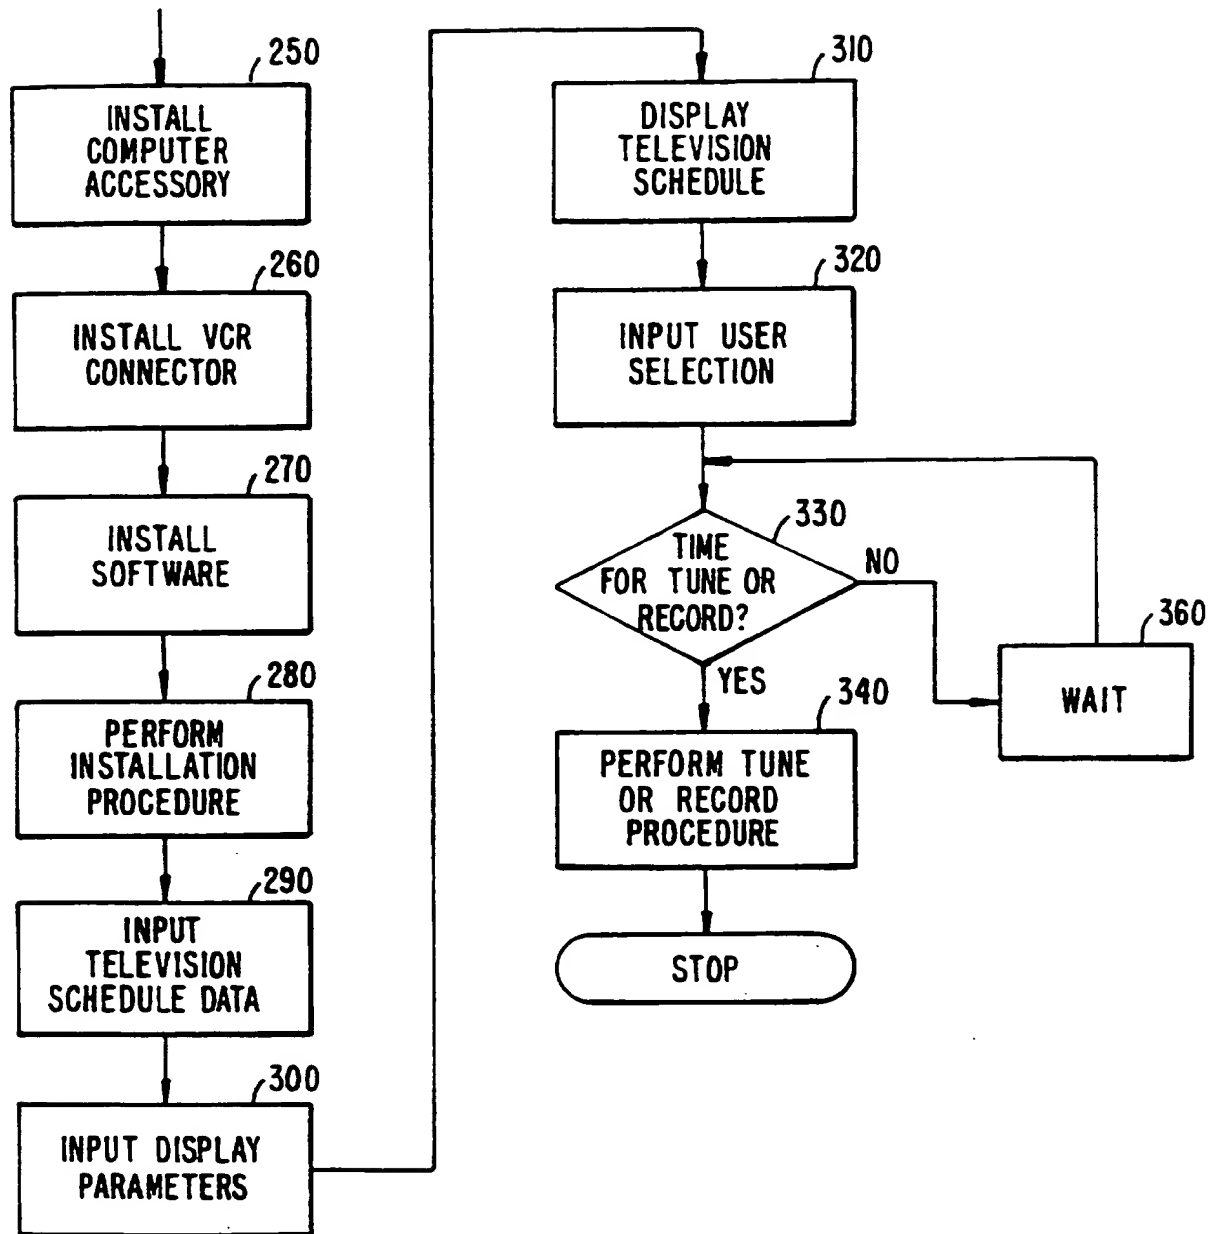 250
INSTALL
COMPUTER
ACCESSORY
260
INSTALL VCR
CONNECTOR
270
INSTALL
SOFTWARE
280
PERFORM
INSTALLATION
PROCEDURE
290
INPUT
TELEVISION
SCHEDULE DATA
300
INPUT DISPLAY
PARAMETERS
310
DISPLAY
TELEVISION
SCHEDULE
320
INPUT USER
SELECTION
330
TIME
FOR TUNE OR
RECORD?
NO
YES
360
WAIT
340
PERFORM TUNE
OR RECORD
PROCEDURE
STOP